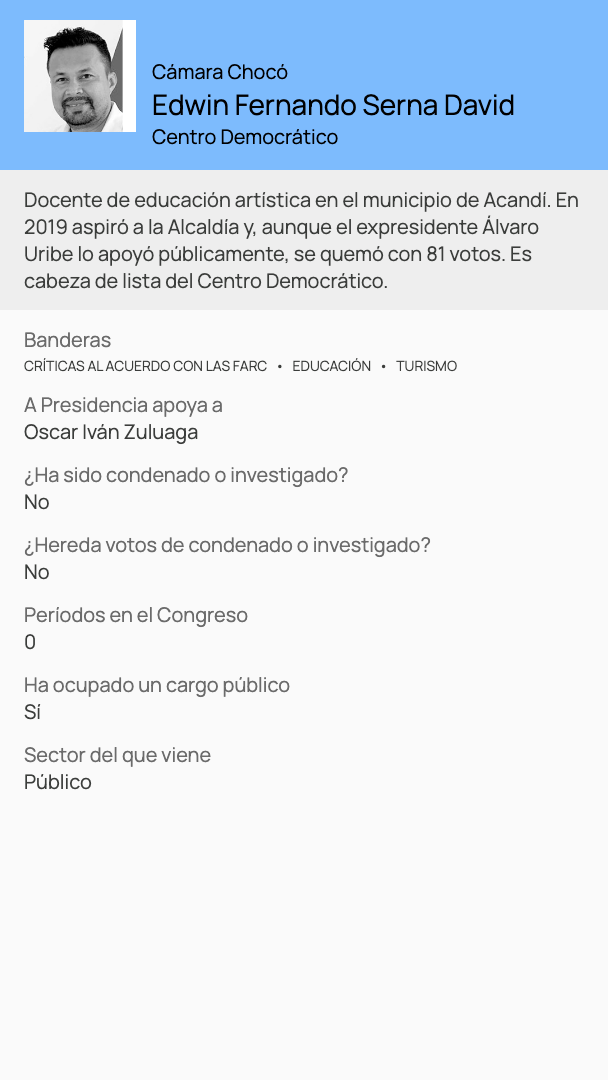 Cámara Chocó
Edwin Fernando Serna David
Centro Democrático
Docente de educación artística en el municipio de Acandí. En
2019 aspiró a la Alcaldía y, aunque el expresidente Álvaro
Uribe lo apoyó públicamente, se quemó con 81 votos. Es
cabeza de lista del Centro Democrático.
Banderas
CRÍTICAS AL ACUERDO CON LAS FARC • EDUCACIÓN • TURISMO
A Presidencia apoya a
Oscar Iván Zuluaga
¿Ha sido condenado o investigado?
No
¿Hereda votos de condenado o investigado?
No
Períodos en el Congreso
0
Ha ocupado un cargo público
Sí
Sector del que viene
Público